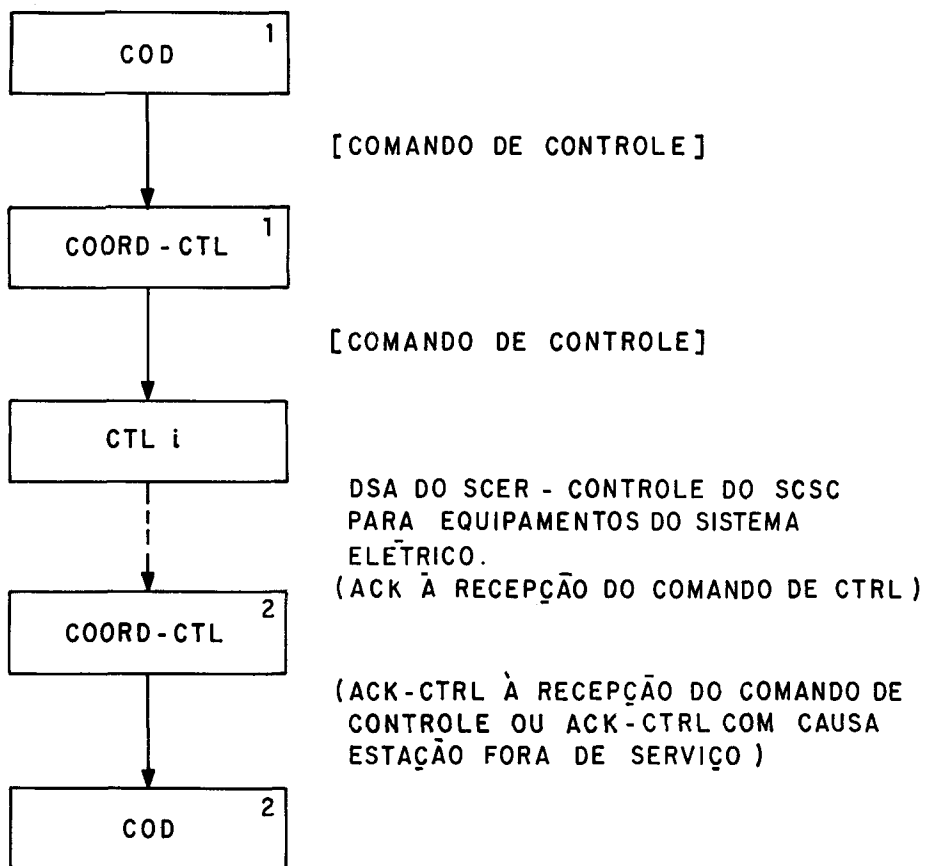 1
COD
[COMANDO DE CONTROLE]
1
COORD - CTL
[COMANDO DE CONTROLE]
CTL i
DSA DO SCER - CONTROLE DO SCSC
PARA EQUIPAMENTOS DO SISTEMA
ELÉTRICO.
(ACK À RECEPÇÃO DO COMANDO DE CTRL)
2
COORD-CTL
(ACK-CTRL À RECEPÇÃO DO COMANDO DE
CONTROLE OU ACK-CTRL COM CAUSA
ESTAÇÃO FORA DE SERVIÇO)
2
COD